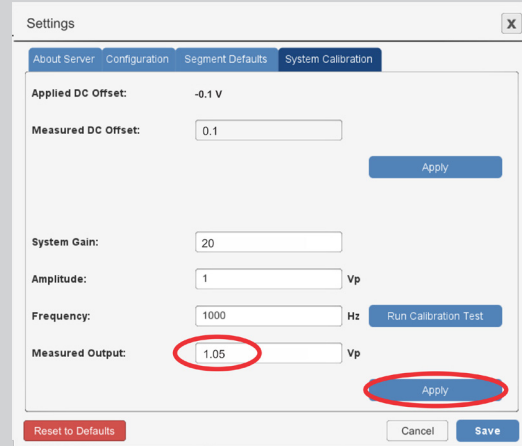 Settings
X
About Server Configuration Segment Defaults System Calibration
Applied DC Offset: -0.1 V
Measured DC Offset: 0.1
Apply
System Gain: 20
Amplitude: 1 Vp
Frequency: 1000 Hz Run Calibration Test
Measured Output: 1.05 Vp
Apply
Reset to Defaults Cancel Save